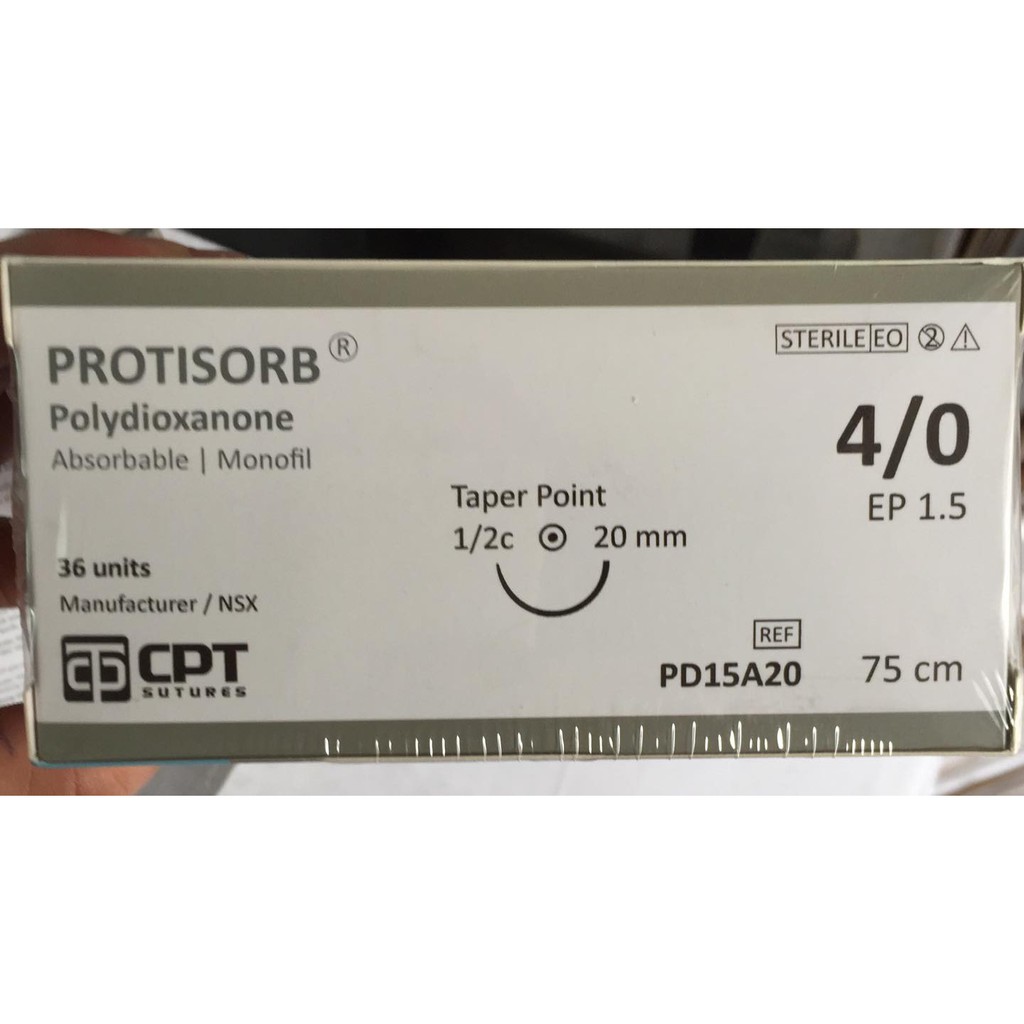 PROTISORB ®
Polydioxanone
Absorbable | Monofil
STERILE EO
4/0
EP 1.5
Taper Point
1/2c 20 mm
36 units
Manufacturer / NSX
CPT
SUTURES
REF
PD15A20
75 cm